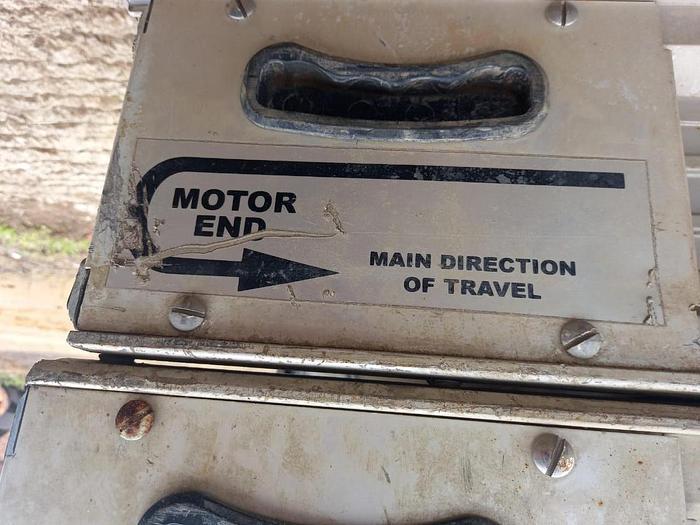 MOTOR
END
MAIN DIRECTION
OF TRAVEL